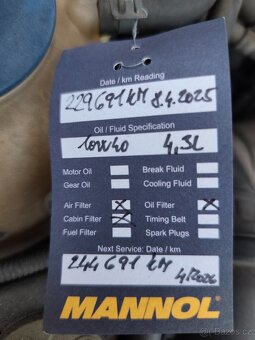 Date / km Reading
229691km 8.4.2025
Oil / Fluid Specification
10W40 4,3L
Motor Oil Break Fluid
Gear Oil Cooling Fluid
Air Filter Oil Filter
Cabin Filter Timing Belt
Fuel Filter Spark Plugs
Next Service: Date / km
244691 km 4/2026
MANNOL